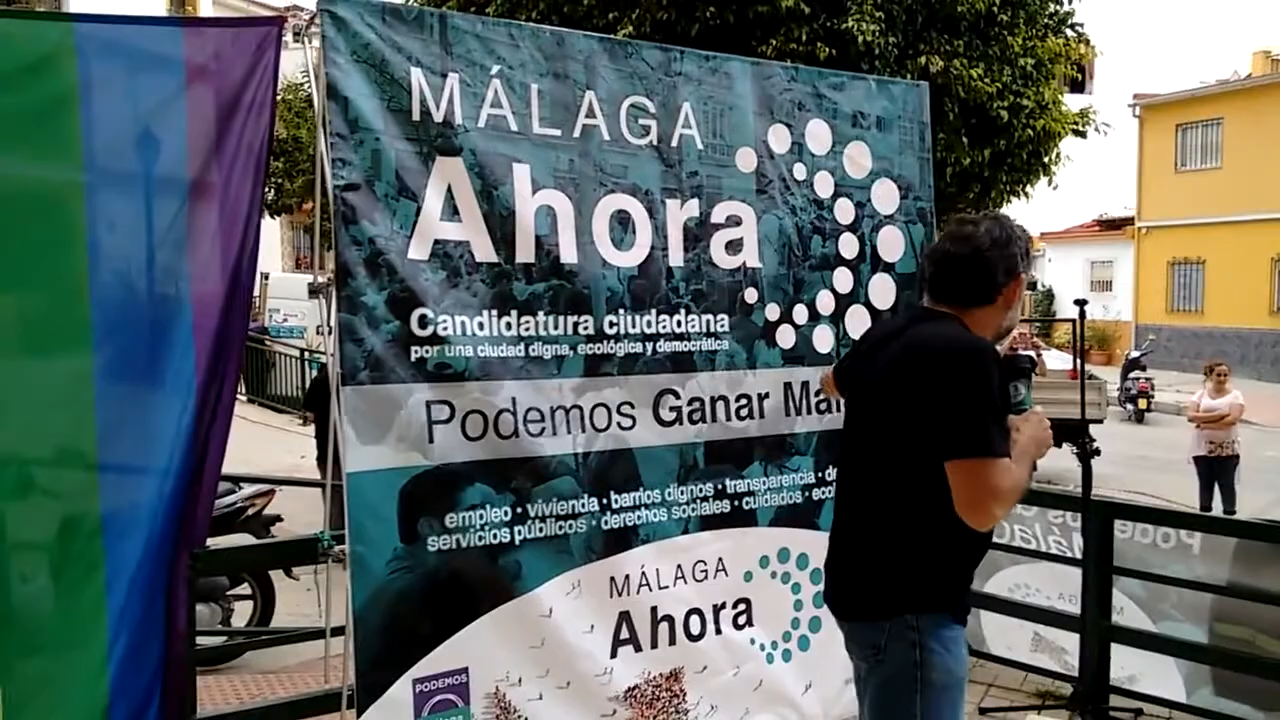 MÁLAGA
Ahora
Candidatura ciudadana
por una ciudad digna, ecológica y democrática
Podemos Ganar
empleo · vivienda · barrios dignos · transparencia ·
servicios públicos · derechos sociales · cuidados ·
MÁLAGA
Ahora
PODEMOS